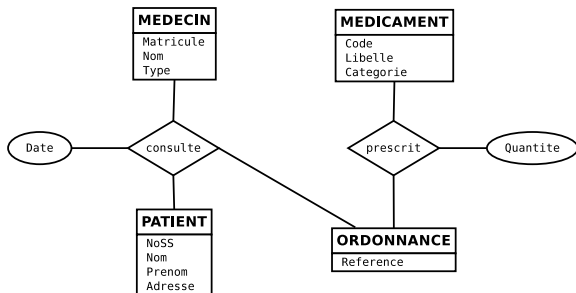 MEDECIN
Matricule
Nom
Type
MEDICAMENT
Code
Libelle
Categorie
Date
consulte
prescrit
Quantite
PATIENT
NoSS
Nom
Prenom
Adresse
ORDONNANCE
Reference